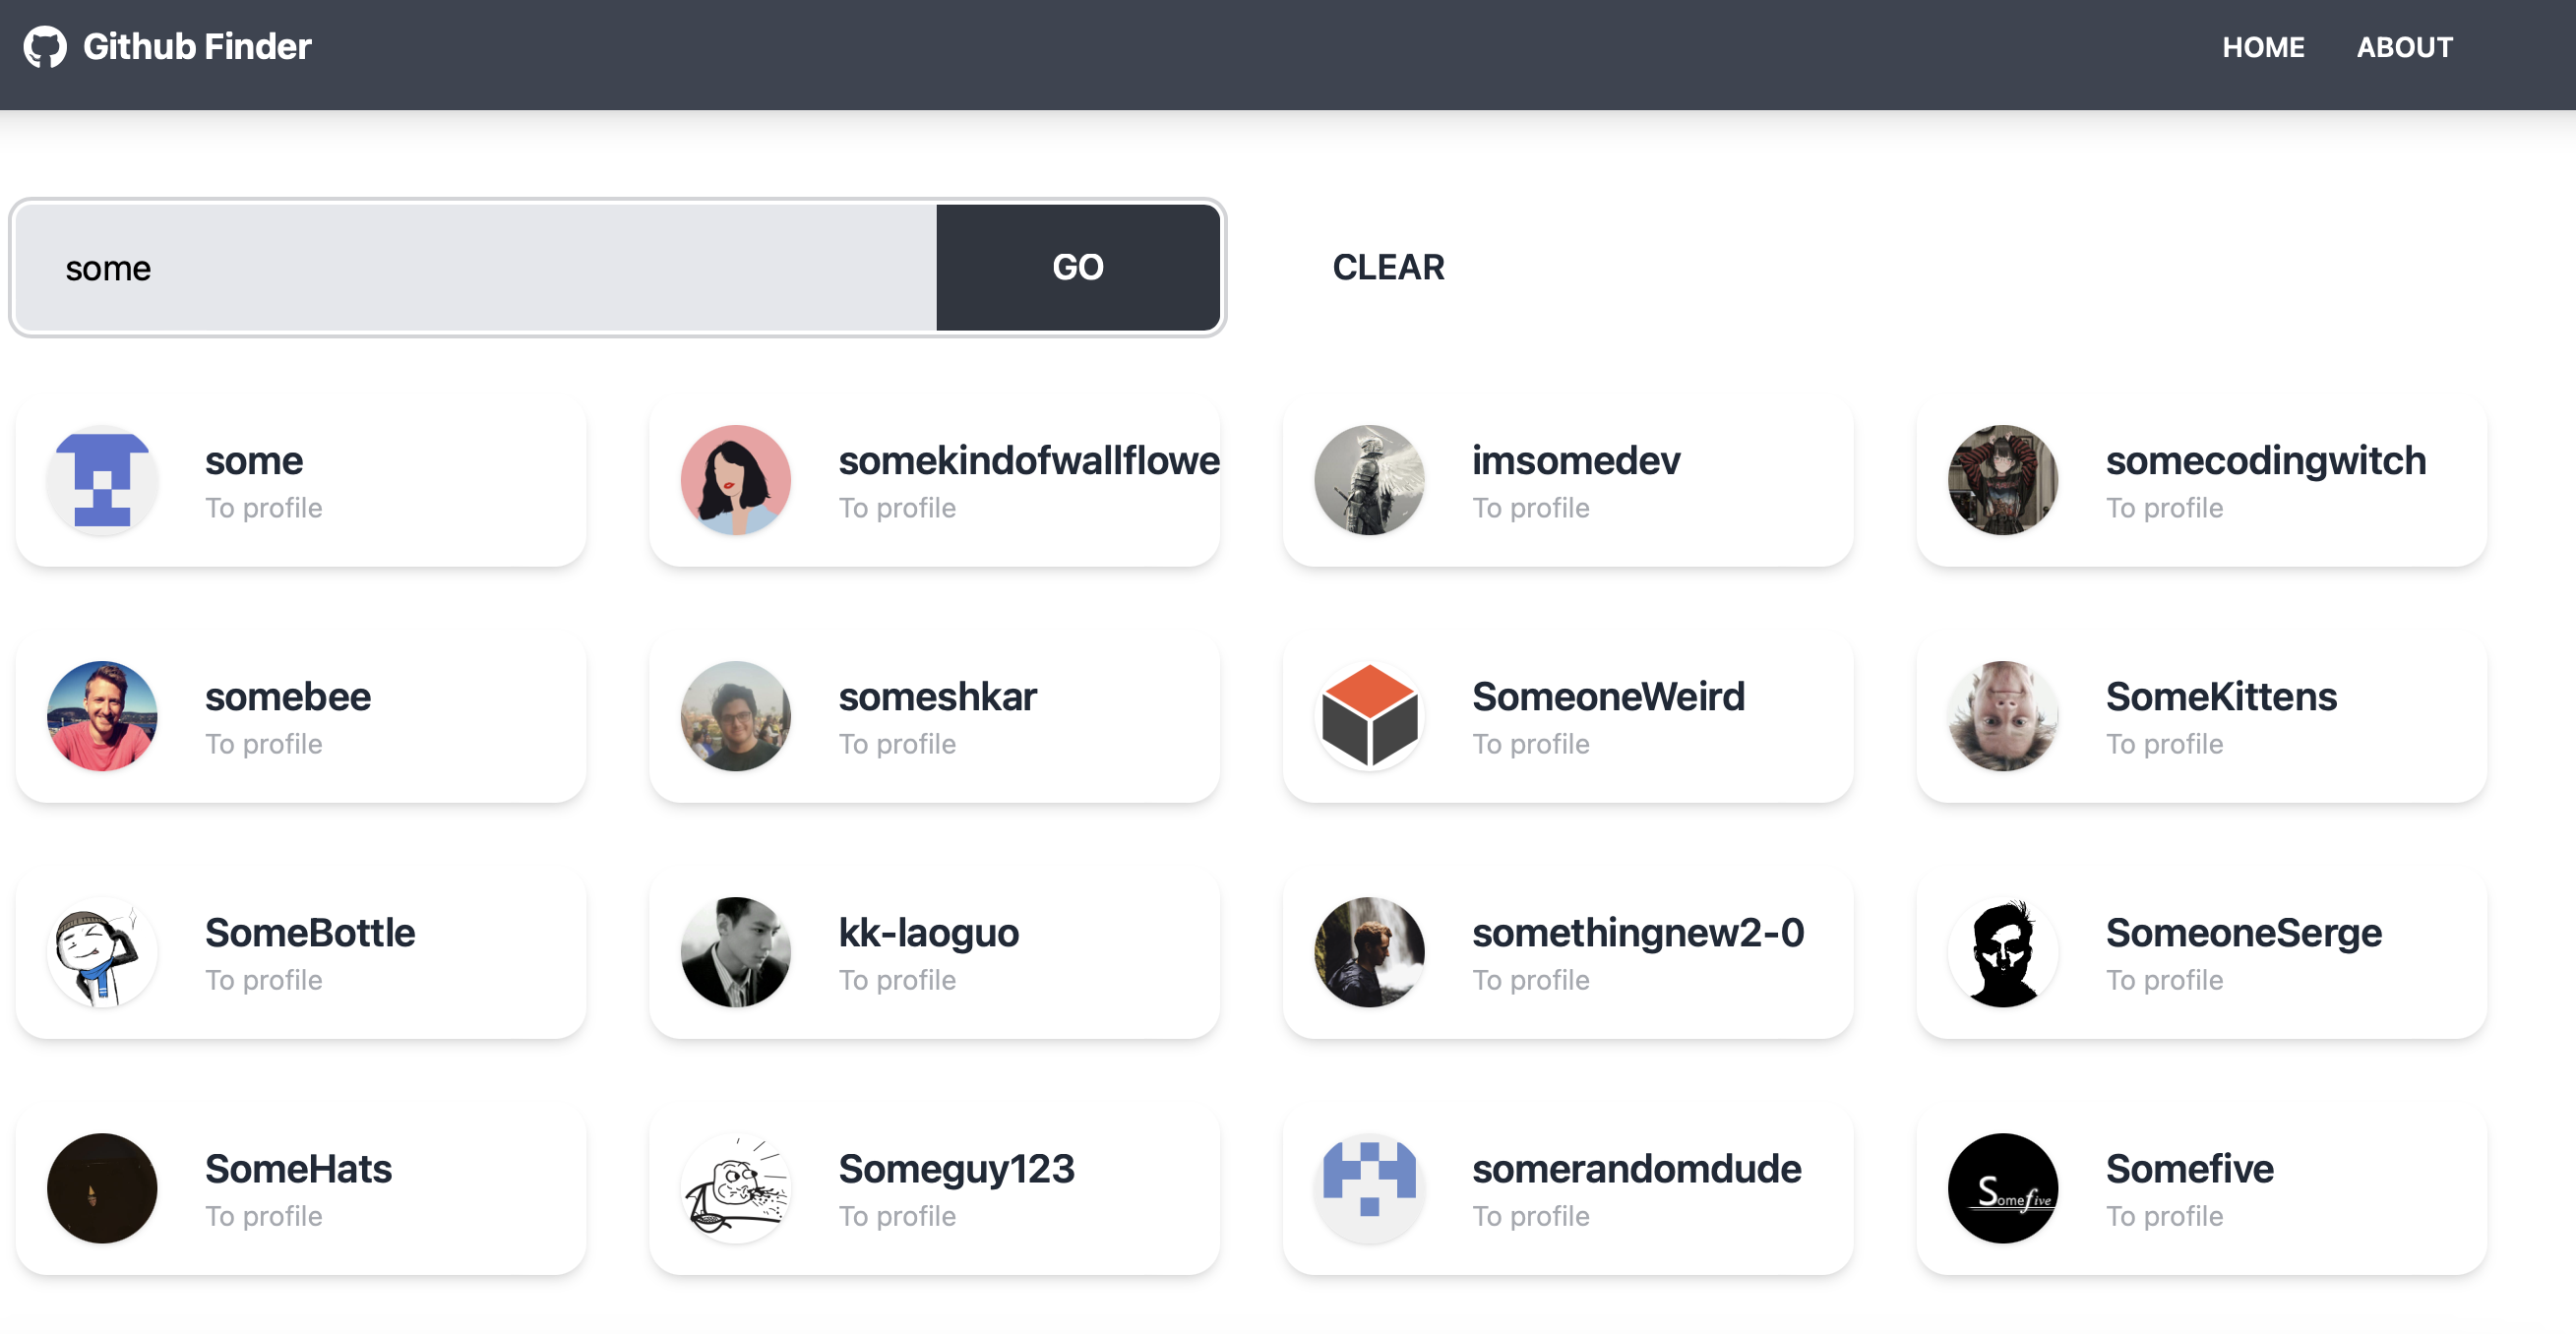 Github Finder
HOME
ABOUT
some
GO
CLEAR
some
To profile
somekindofwallflowe
To profile
imsomedev
To profile
somecodingwitch
To profile
somebee
To profile
someshkar
To profile
SomeoneWeird
To profile
SomeKittens
To profile
SomeBottle
To profile
kk-laoguo
To profile
somethingnew2-0
To profile
SomeoneSerge
To profile
SomeHats
To profile
Someguy123
To profile
somerandomdude
To profile
Somefive
Somefive
To profile